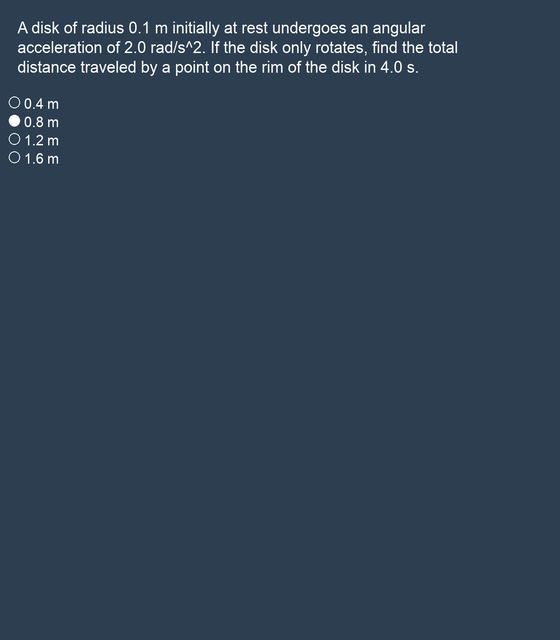 A disk of radius 0.1 m initially at rest undergoes an angular
acceleration of 2.0 rad/s^2. If the disk only rotates, find the total
distance traveled by a point on the rim of the disk in 4.0 s.
0.4 m
0.8 m
1.2 m
1.6 m